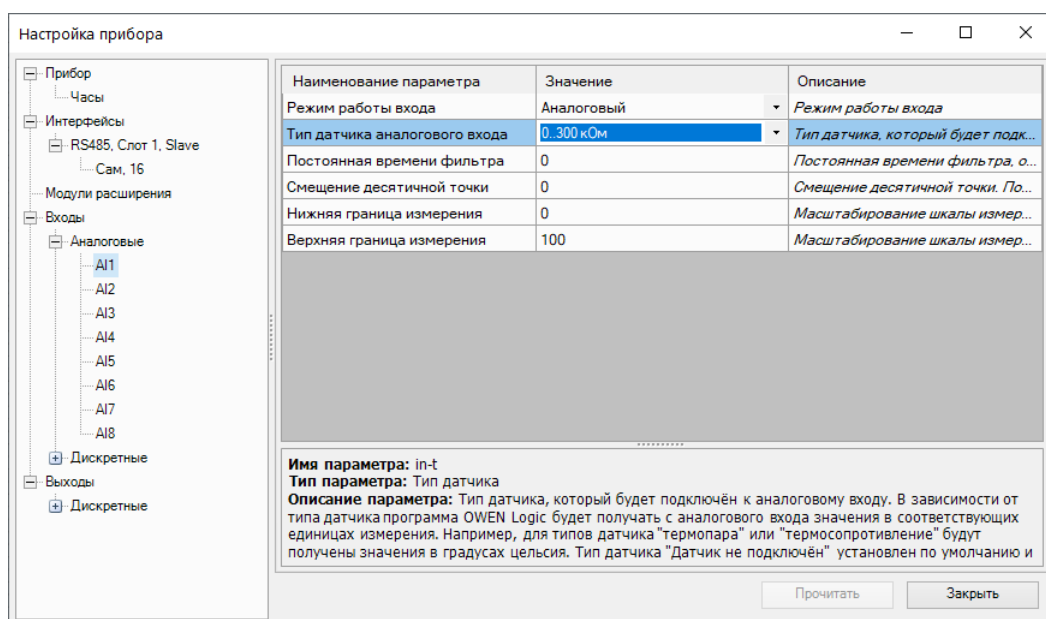 Настройка прибора
Прибор
Часы
Интерфейсы
RS485, Слот 1, Slave
Сам, 16
Модули расширения
Входы
Аналоговые
AI1
AI2
AI3
AI4
AI5
AI6
AI7
AI8
Дискретные
Выходы
Дискретные
Наименование параметра Значение Описание
Режим работы входа Аналоговый Режим работы входа
Тип датчика аналогового входа 0..300 кОм Тип датчика, который будет подк...
Постоянная времени фильтра 0 Постоянная времени фильтра, о...
Смещение десятичной точки 0 Смещение десятичной точки. По...
Нижняя граница измерения 0 Масштабирование шкалы измер...
Верхняя граница измерения 100 Масштабирование шкалы измер...
Имя параметра: in-t
Тип параметра: Тип датчика
Описание параметра: Тип датчика, который будет подключён к аналоговому входу. В зависимости от
типа датчика программа OWEN Logic будет получать с аналогового входа значения в соответствующих
единицах измерения. Например, для типов датчика "термопара" или "термосопротивление" будут
получены значения в градусах цельсия. Тип датчика "Датчик не подключён" установлен по умолчанию и
Прочитать Закрыть